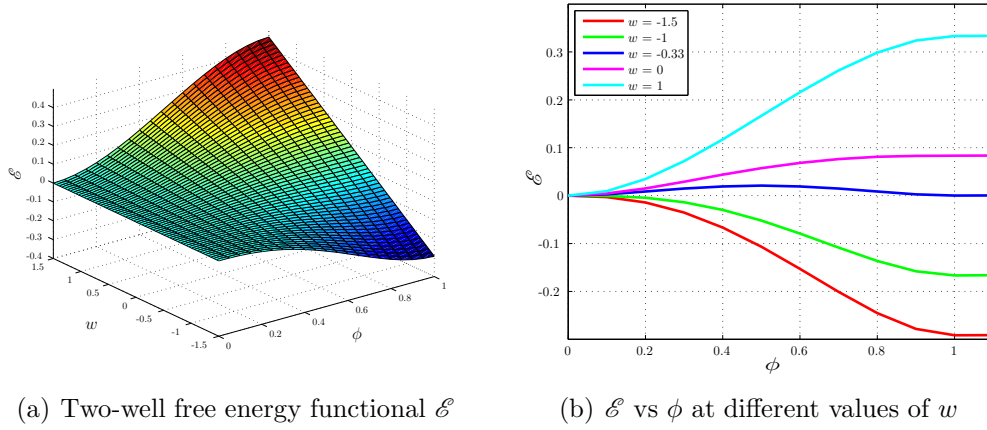 0.4
0.3
0.2
0.1
0
-0.1
-0.2
-0.3
-0.4
ℰ
1.5
1
0.5
0
-0.5
-1
-1.5
w
0
0.2
0.4
0.6
0.8
1
ϕ
w = -1.5
w = -1
w = -0.33
w = 0
w = 1
0.3
0.2
0.1
0
-0.1
-0.2
ℰ
0
0.2
0.4
0.6
0.8
1
ϕ
(a) Two-well free energy functional ℰ
(b) ℰ vs ϕ at different values of w